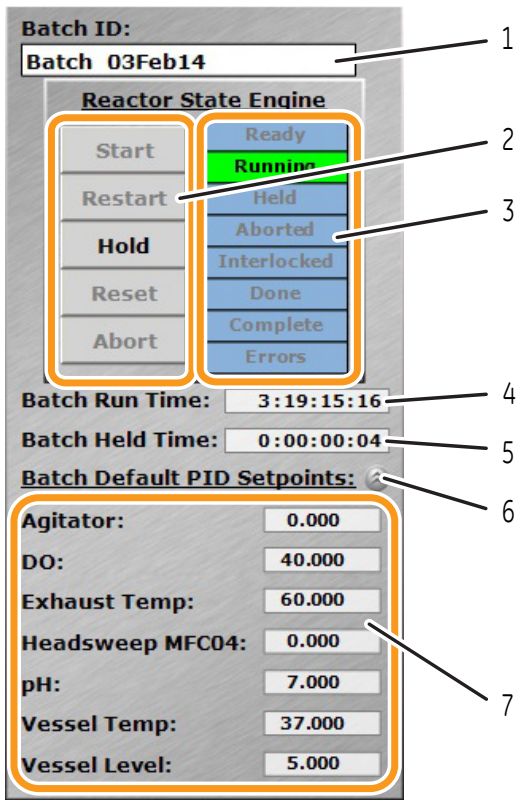 Batch ID:
1
Batch 03Feb14
Reactor State Engine
Start
Restart
Hold
Reset
Abort
Ready
Running
Held
Aborted
Interlocked
Done
Complete
Errors
2
3
Batch Run Time: 3:19:15:16 4
Batch Held Time: 0:00:00:04 5
Batch Default PID Setpoints: 6
Agitator: 0.000
DO: 40.000
Exhaust Temp: 60.000
Headsweep MFC04: 0.000
pH: 7.000
7
Vessel Temp: 37.000
Vessel Level: 5.000